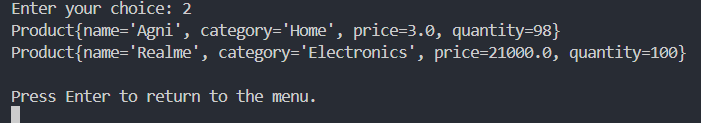 Enter your choice: 2
Product{name='Agni', category='Home', price=3.0, quantity=98}
Product{name='Realme', category='Electronics', price=21000.0, quantity=100}
Press Enter to return to the menu.